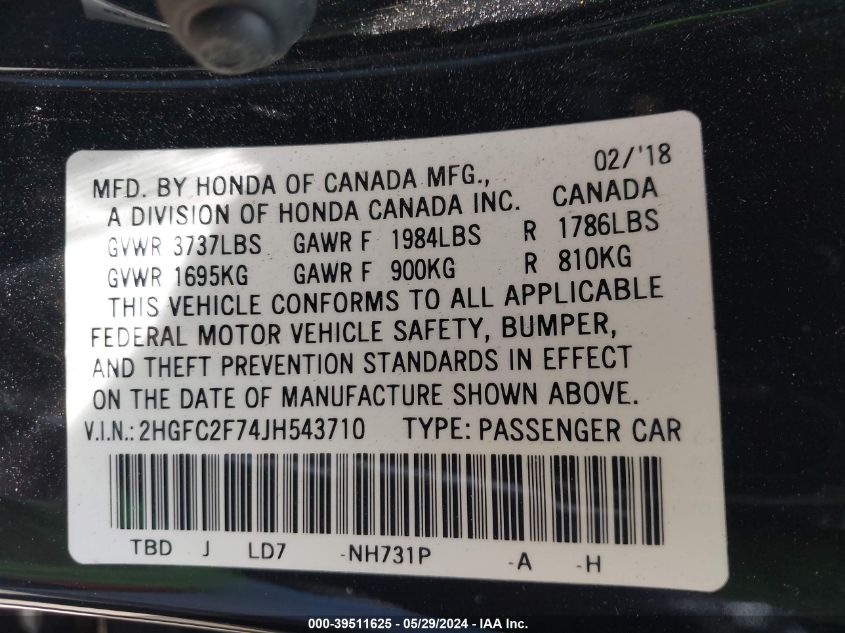 02/'18
MFD. BY HONDA OF CANADA MFG.,
A DIVISION OF HONDA CANADA INC. CANADA
GVWR 3737LBS GAWR F 1984LBS R 1786LBS
GVWR 1695KG GAWR F 900KG R 810KG
THIS VEHICLE CONFORMS TO ALL APPLICABLE
FEDERAL MOTOR VEHICLE SAFETY, BUMPER,
AND THEFT PREVENTION STANDARDS IN EFFECT
ON THE DATE OF MANUFACTURE SHOWN ABOVE.
V.I.N.: 2HGFC2F74JH543710 TYPE: PASSENGER CAR
TBD J LD7 -NH731P -A -H
000-39511625 - 05/29/2024 - IAA Inc.